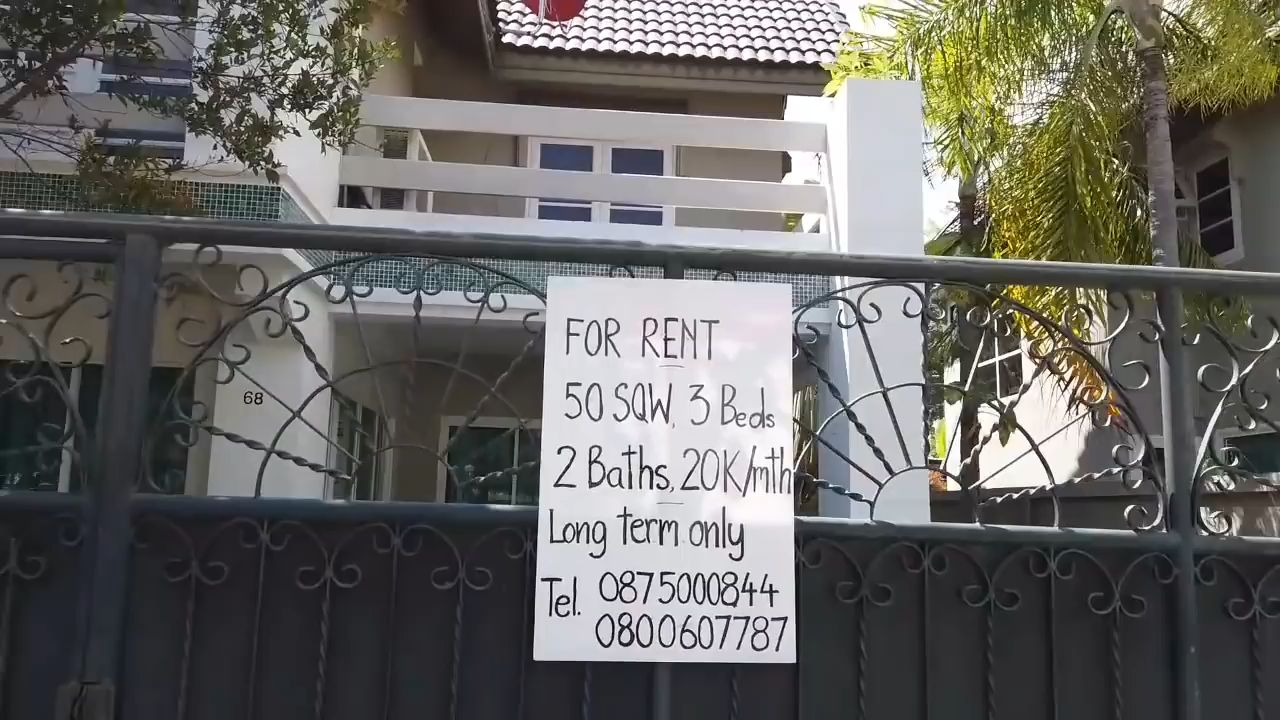 68
FOR RENT
50 SQW, 3 Beds
2 Baths, 20K/mth
Long term only
Tel. 0875000844
0800607787